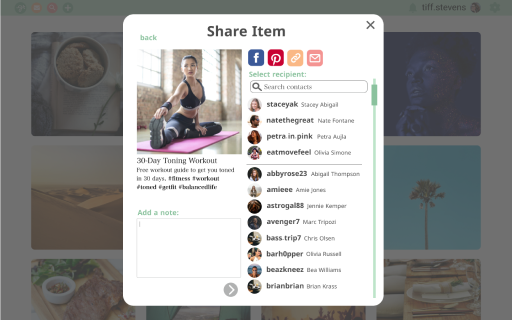 tiff.stevens
Share Item
back
Select recipient:
Search contacts
staceyak Stacey Abigail
natethegreat Nate Fontane
petra.in.pink Petra Aujla
eatmovefeel Olivia Simone
30-Day Toning Workout
Free workout guide to get you toned
in 30 days. #fitness #workout
#toned #getfit #balancedlife
abbyrose23 Abigail Thompson
amieee Amie Jones
astrogal88 Jennie Kemper
avenger7 Marc Tripozi
bass.trip7 Chris Olsen
barh0pper Olivia Russell
beazkneez Bea Williams
brianbrian Brian Krass
Add a note: